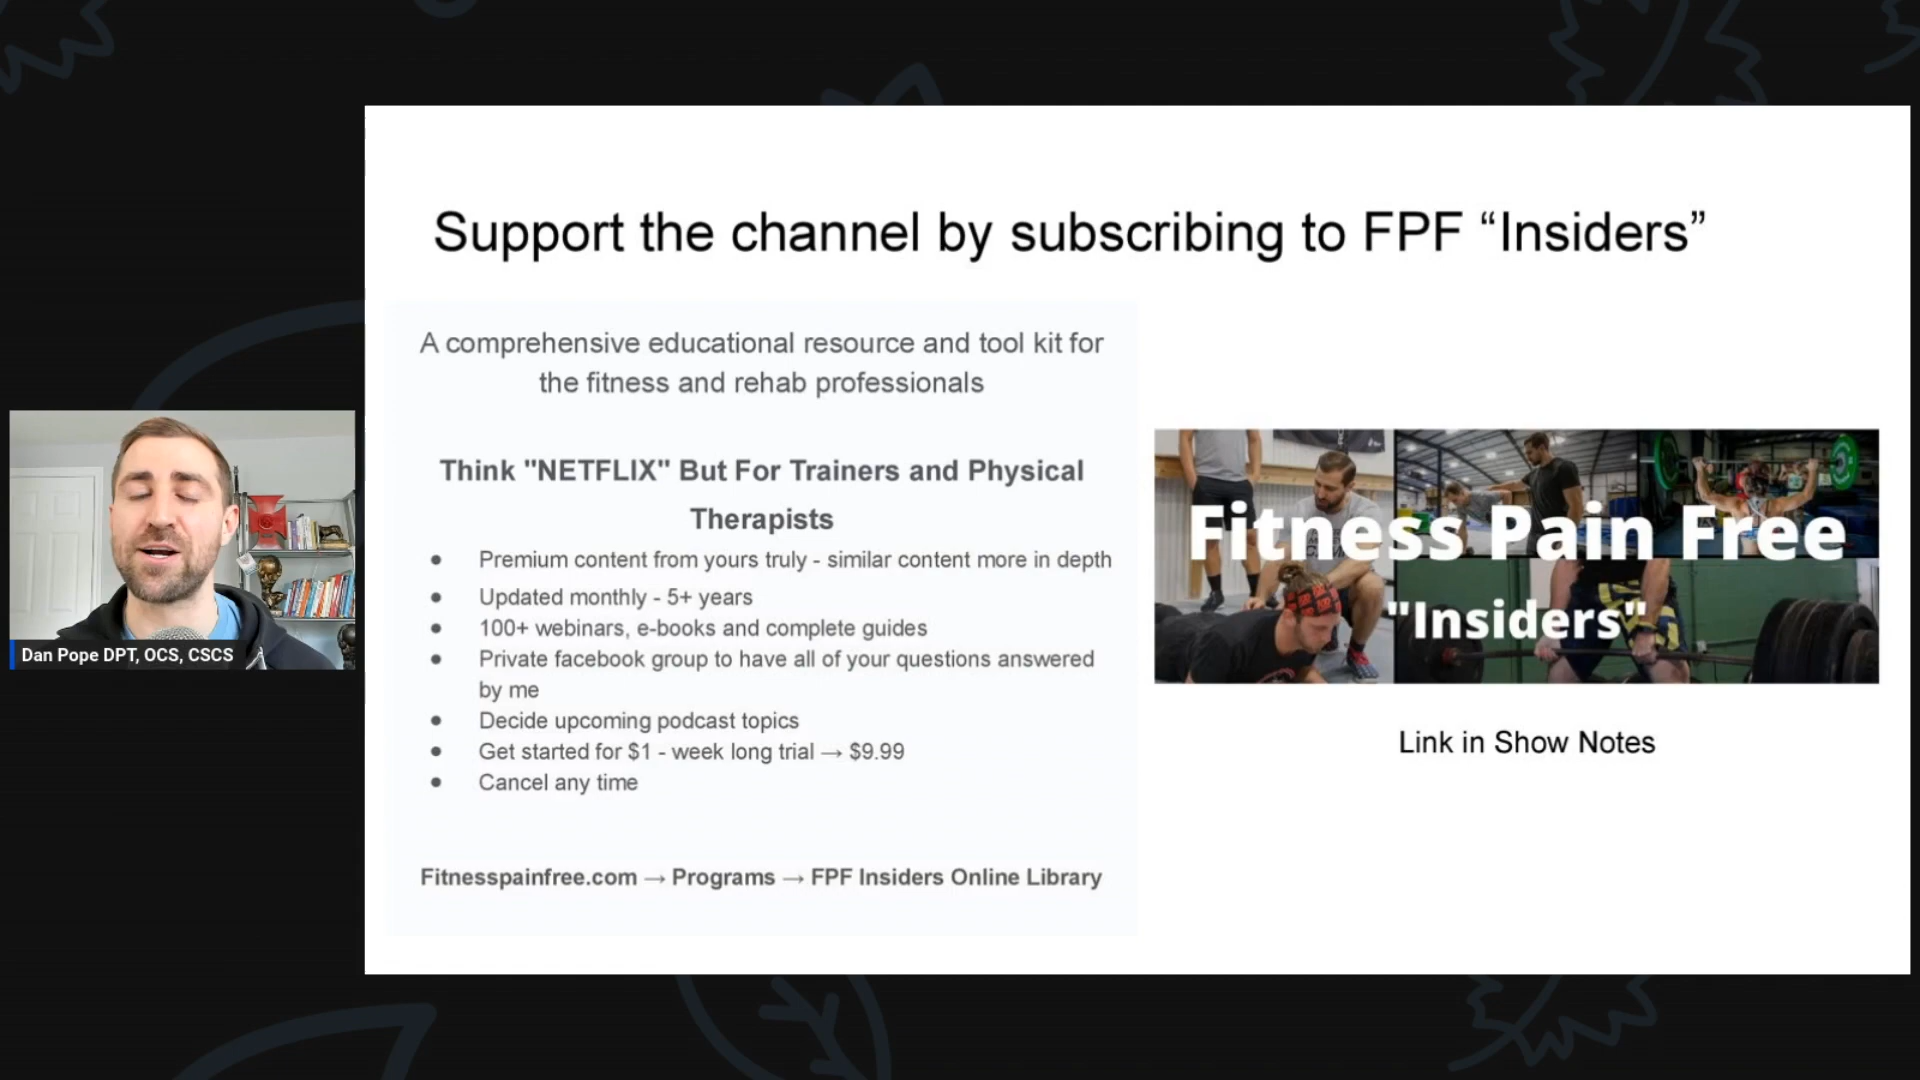 Support the channel by subscribing to FPF “Insiders”
A comprehensive educational resource and tool kit for
the fitness and rehab professionals
Think "NETFLIX" But For Trainers and Physical
Therapists
● Premium content from yours truly - similar content more in depth
● Updated monthly - 5+ years
● 100+ webinars, e-books and complete guides
● Private facebook group to have all of your questions answered
by me
● Decide upcoming podcast topics
● Get started for $1 - week long trial → $9.99
● Cancel any time
Fitnesspainfree.com → Programs → FPF Insiders Online Library
Fitness Pain Free
"Insiders"
Link in Show Notes
Dan Pope DPT, OCS, CSCS